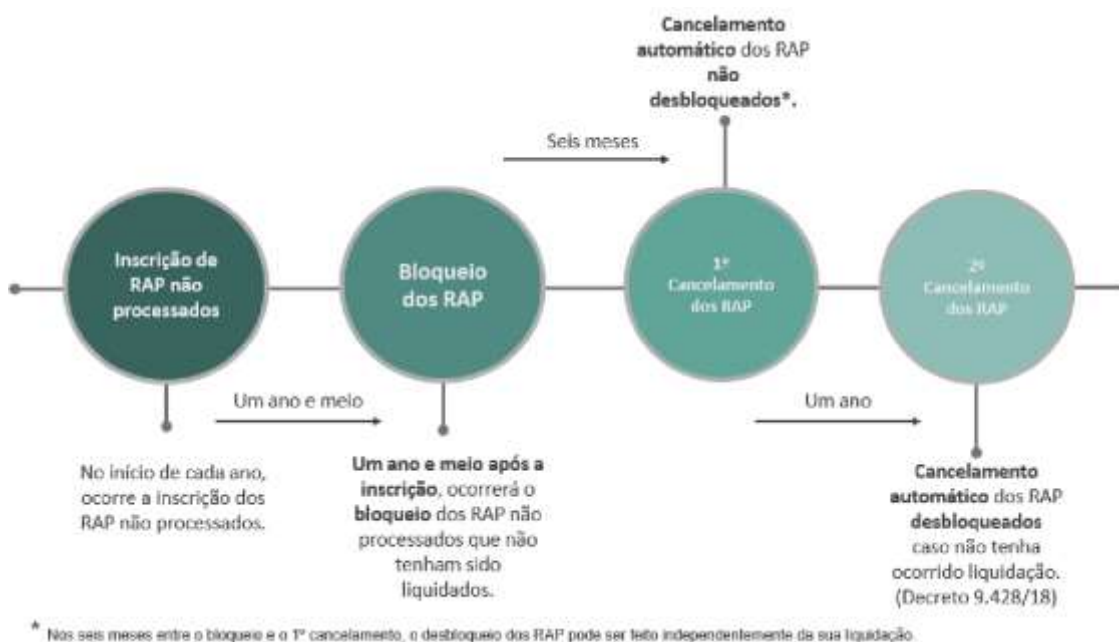 Cancelamento
automático dos RAP
não
desbloqueados*.
Seis meses
Inscrição de
RAP não
processados
Bloqueio
dos RAP
1º
Cancelamento
dos RAP
2º
Cancelamento
dos RAP
Um ano e meio
Um ano
No início de cada ano,
ocorre a inscrição dos
RAP não processados.
Um ano e meio após a
inscrição, ocorrerá o
bloqueio dos RAP não
processados que não
tenham sido
liquidados.
Cancelamento
automático dos RAP
desbloqueados
caso não tenha
ocorrido liquidação.
(Decreto 9.428/18)
* Nos seis meses entre o bloqueio e o 1º cancelamento, o desbloqueio dos RAP pode ser feito independentemente da sua liquidação.